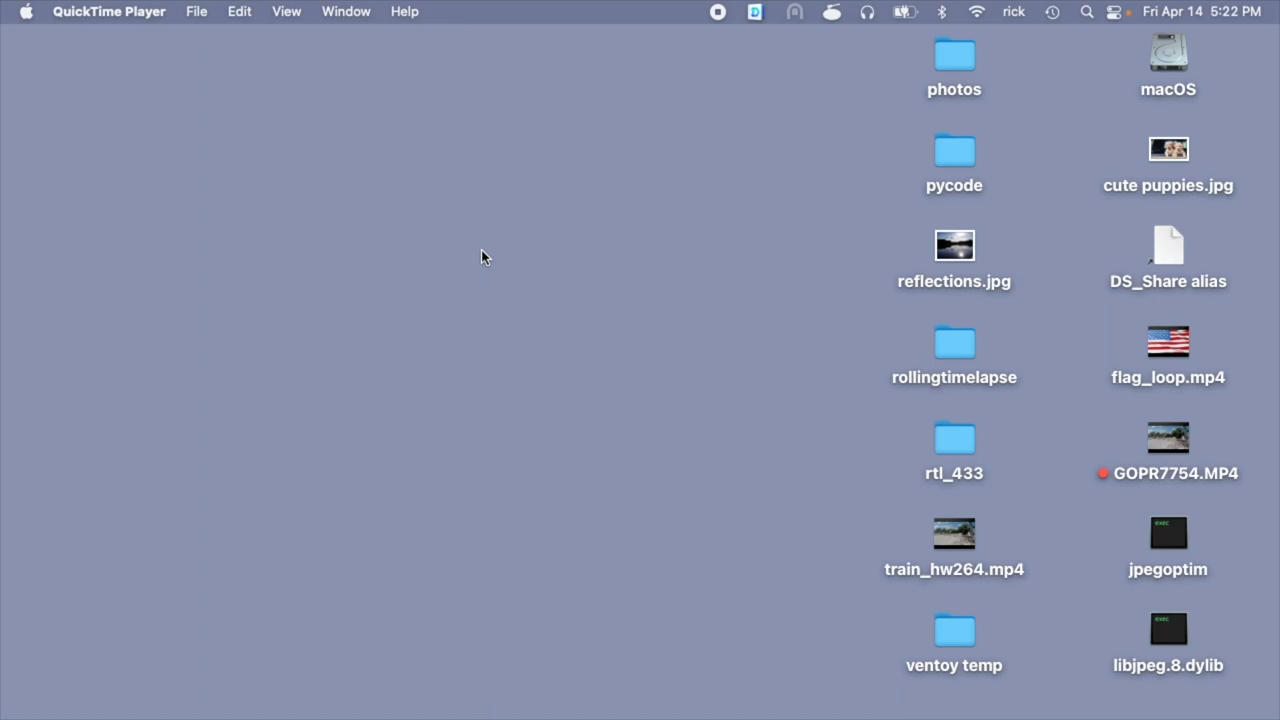 QuickTime Player File Edit View Window Help rick Fri Apr 14 5:22 PM
photos
macOS
pycode
cute puppies.jpg
reflections.jpg
DS_Share alias
rollingtimelapse
flag_loop.mp4
rtl_433
GOPR7754.MP4
train_hw264.mp4
exec
jpegoptim
ventoy temp
exec
libjpeg.8.dylib